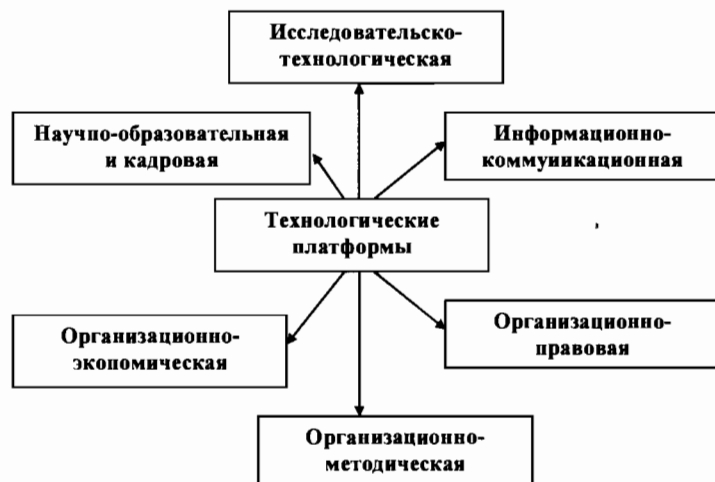 Исследовательско-
технологическая
Научно-образовательная
и кадровая
Информационно-
коммуникационная
Технологические
платформы
Организационно-
экономическая
Организационно-
правовая
Организационно-
методическая